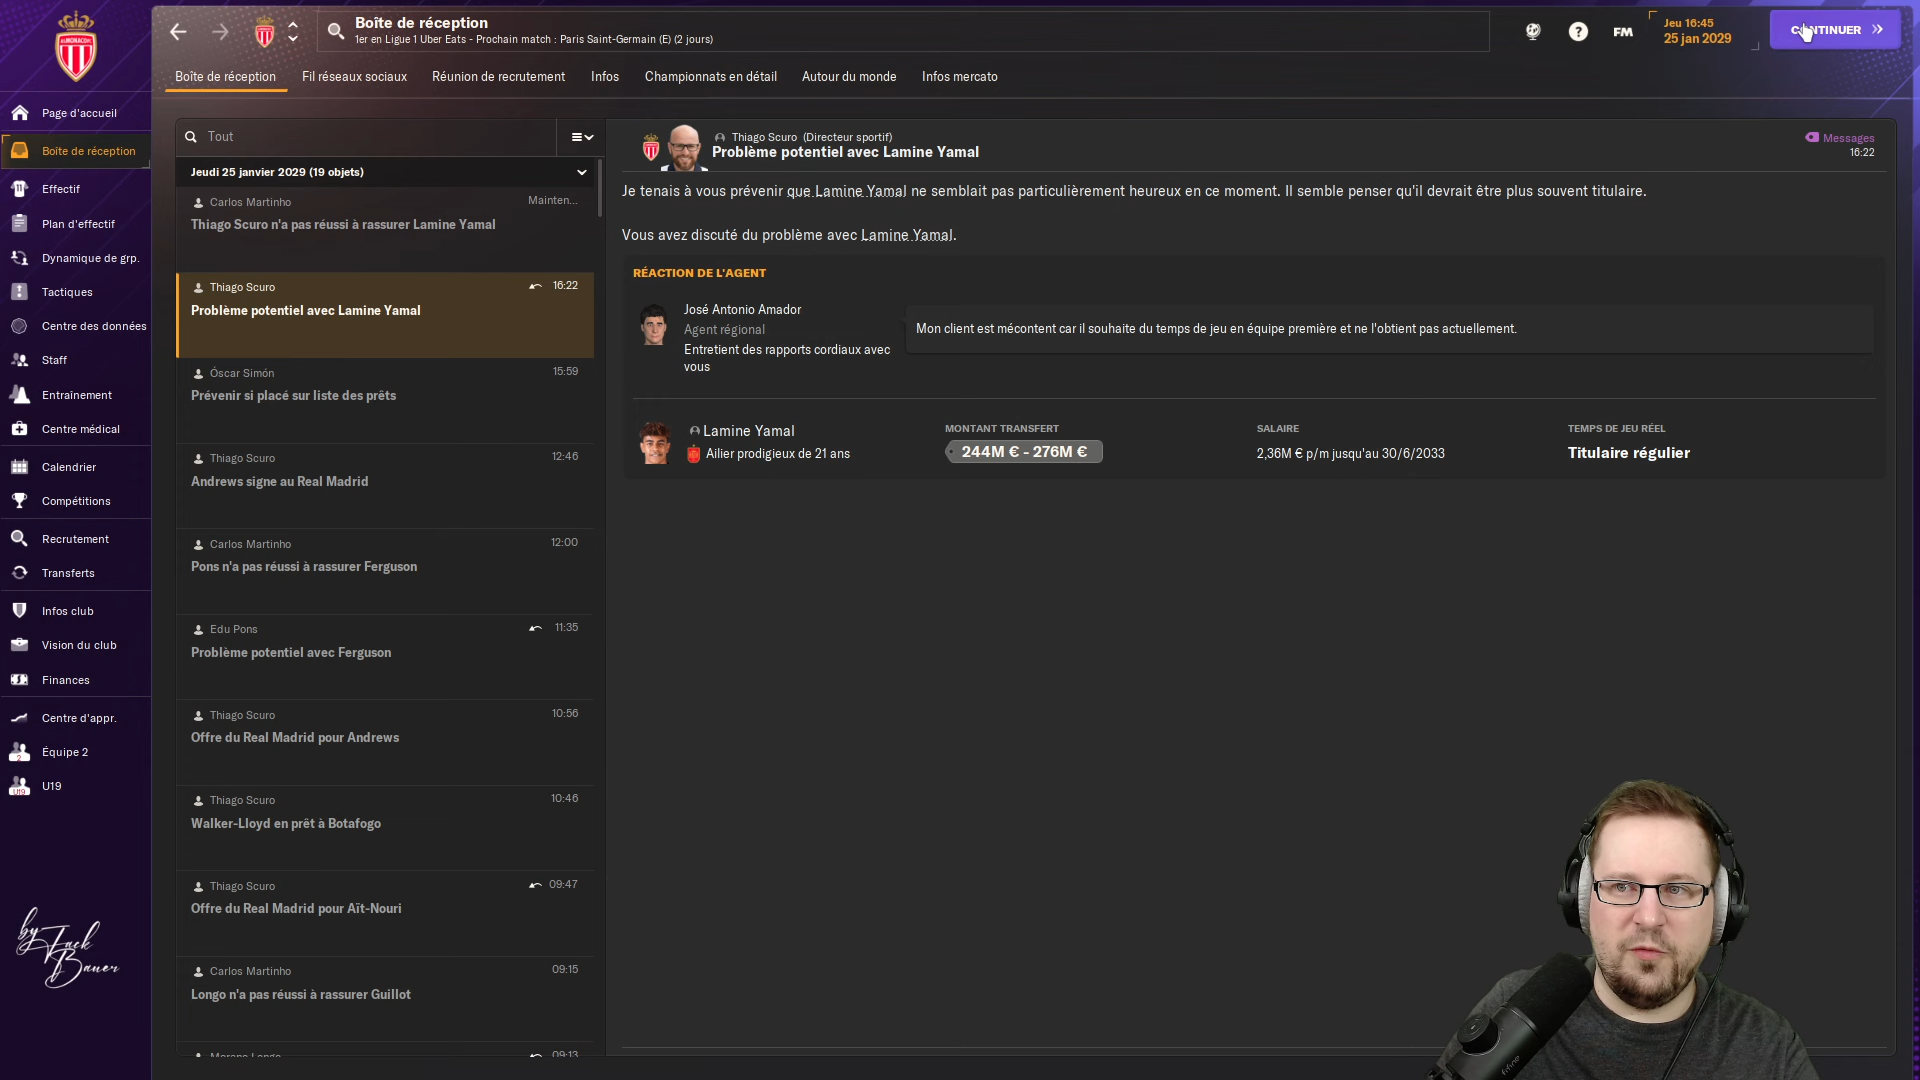 Boîte de réception
1er en Ligue 1 Uber Eats - Prochain match : Paris Saint-Germain (E) (2 jours)
FM
Jeu 16:45
25 jan 2029
Boîte de réception
Fil réseaux sociaux
Réunion de recrutement
Infos
Championnats en détail
Autour du monde
Infos mercato
Page d'accueil
Boîte de réception
Effectif
Plan d'effectif
Dynamique de grp.
Tactiques
Centre des données
Staff
Entraînement
Centre médical
Calendrier
Compétitions
Recrutement
Transferts
Infos club
Vision du club
Finances
Centre d'appr.
Équipe 2
U19
by Jack
Bauer
Tout
Jeudi 25 janvier 2029 (19 objets)
Carlos Martinho
Mainten...
Thiago Scuro n'a pas réussi à rassurer Lamine Yamal
Thiago Scuro
16:22
Problème potentiel avec Lamine Yamal
Óscar Simón
15:59
Prévenir si placé sur liste des prêts
Thiago Scuro
12:46
Andrews signe au Real Madrid
Carlos Martinho
12:00
Pons n'a pas réussi à rassurer Ferguson
Edu Pons
11:35
Problème potentiel avec Ferguson
Thiago Scuro
10:56
Offre du Real Madrid pour Andrews
Thiago Scuro
10:46
Walker-Lloyd en prêt à Botafogo
Thiago Scuro
09:47
Offre du Real Madrid pour Aït-Nouri
Carlos Martinho
09:15
Longo n'a pas réussi à rassurer Guillot
Moreno Longo
09:13
Thiago Scuro (Directeur sportif)
Problème potentiel avec Lamine Yamal
Messages
16:22
Je tenais à vous prévenir que Lamine Yamal ne semblait pas particulièrement heureux en ce moment. Il semble penser qu'il devrait être plus souvent titulaire.
Vous avez discuté du problème avec Lamine Yamal.
RÉACTION DE L'AGENT
José Antonio Amador
Agent régional
Entretient des rapports cordiaux avec
vous
Mon client est mécontent car il souhaite du temps de jeu en équipe première et ne l'obtient pas actuellement.
Lamine Yamal
Ailier prodigieux de 21 ans
MONTANT TRANSFERT
244M € - 276M €
SALAIRE
2,36M € p/m jusqu'au 30/6/2033
TEMPS DE JEU RÉEL
Titulaire régulier
fifine